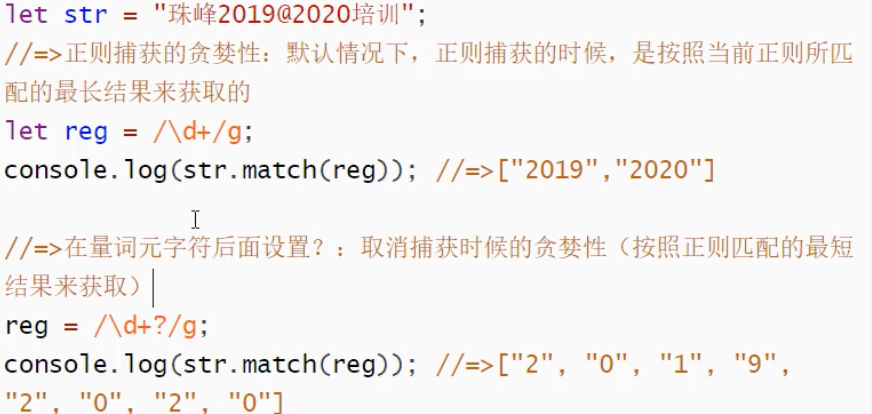 let str = "珠峰2019@2020培训";
//=>正则捕获的贪婪性：默认情况下，正则捕获的时候，是按照当前正则所匹
配的最长结果来获取的
let reg = /\d+/g;
console.log(str.match(reg)); //=>["2019","2020"]
//=>在量词元字符后面设置？：取消捕获时候的贪婪性（按照正则匹配的最短
结果来获取）
reg = /\d+?/g;
console.log(str.match(reg)); //=>["2", "0", "1", "9",
"2", "0", "2", "0"]